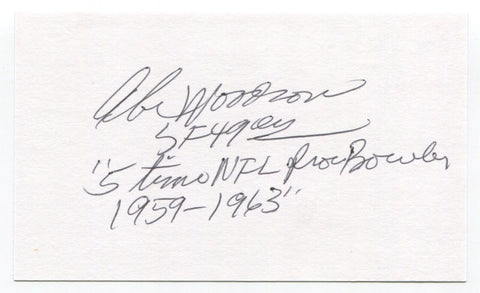 Abe Woodson
SF49ers
"5 time NFL Pro Bowler
1959-1963"